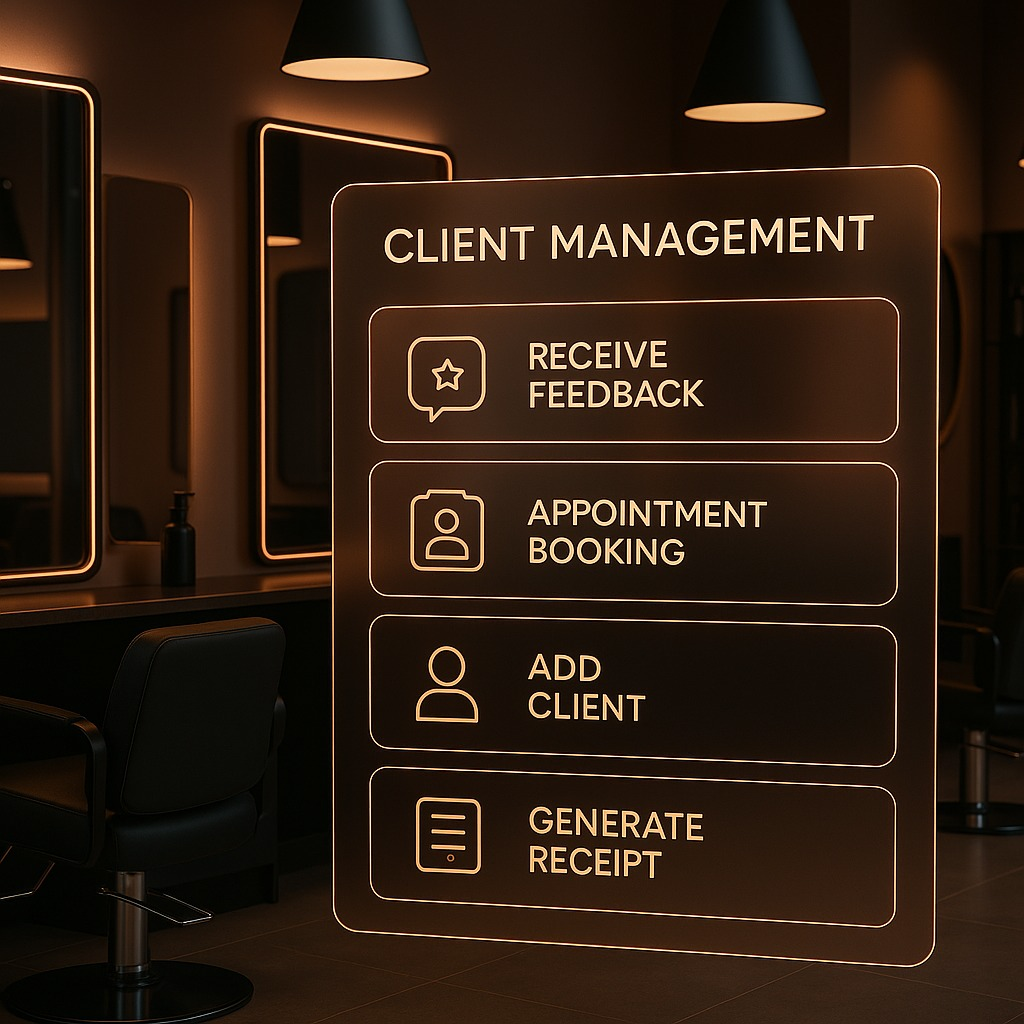 CLIENT MANAGEMENT
RECEIVE
FEEDBACK
APPOINTMENT
BOOKING
ADD
CLIENT
GENERATE
RECEIPT